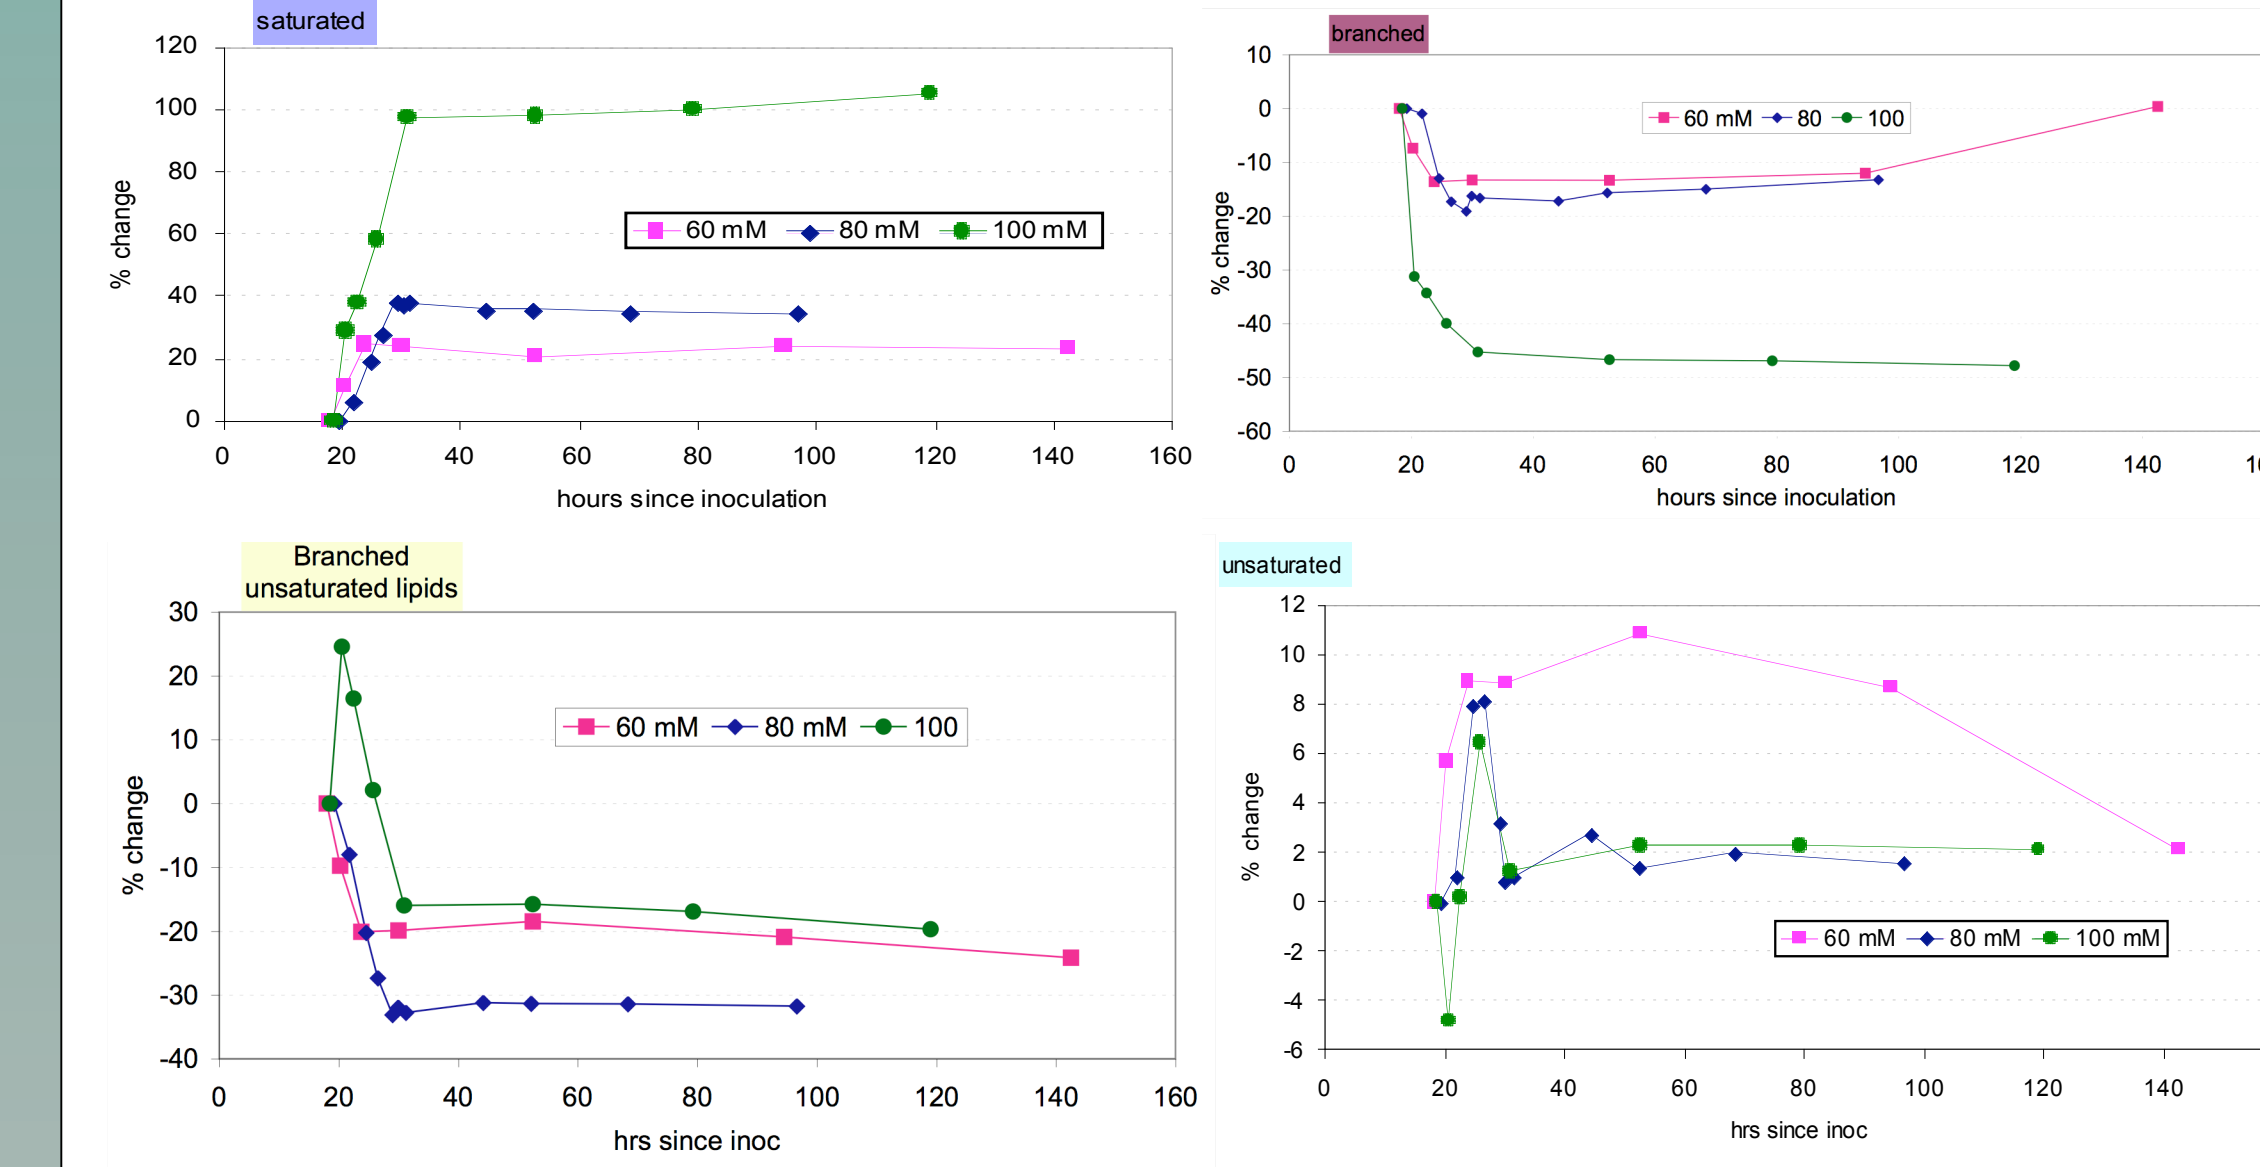 saturated
120
100
80
60
40
20
0
% change
60 mM 80 mM 100 mM
0 20 40 60 80 100 120 140 160
hours since inoculation
branched
10
0
-10
-20
-30
-40
-50
-60
% change
60 mM 80 100
0 20 40 60 80 100 120 140
hours since inoculation
Branched
unsaturated lipids
30
20
10
0
-10
-20
-30
-40
% change
60 mM 80 mM 100
0 20 40 60 80 100 120 140 160
hrs since inoc
unsaturated
12
10
8
6
4
2
0
-2
-4
-6
% change
60 mM 80 mM 100 mM
0 20 40 60 80 100 120 140
hrs since inoc